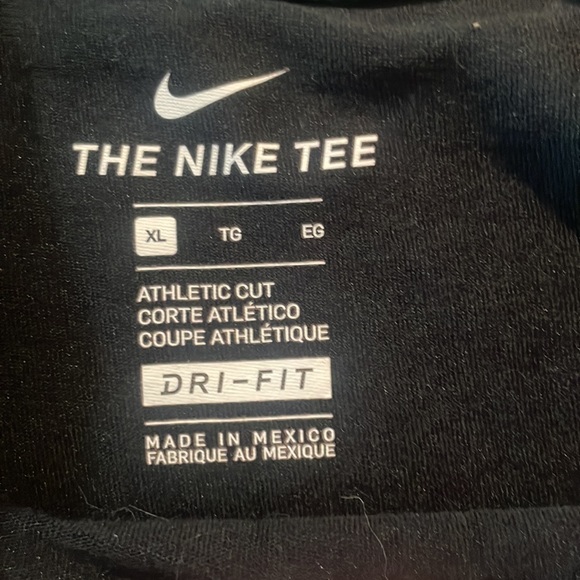 THE NIKE TEE
XL TG EG
ATHLETIC CUT
CORTE ATLÉTICO
COUPE ATHLÉTIQUE
DRI-FIT
MADE IN MEXICO
FABRIQUE AU MEXIQUE